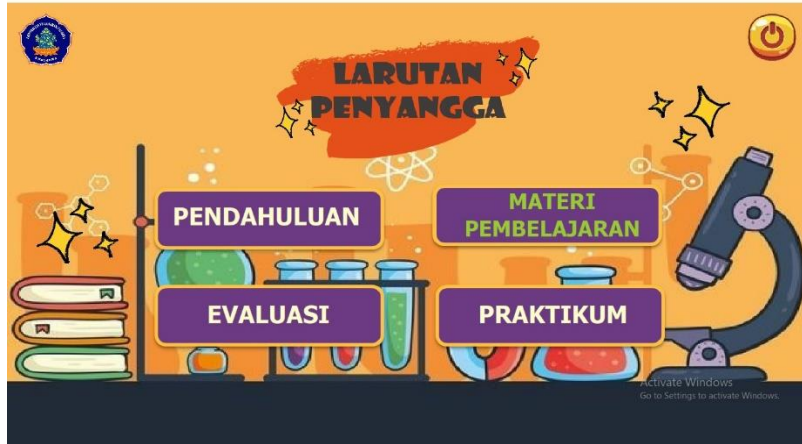 LARUTAN
PENYANGGA
PENDAHULUAN
MATERI
PEMBELAJARAN
EVALUASI
PRAKTIKUM
Activate Windows
Go to Settings to activate Windows.